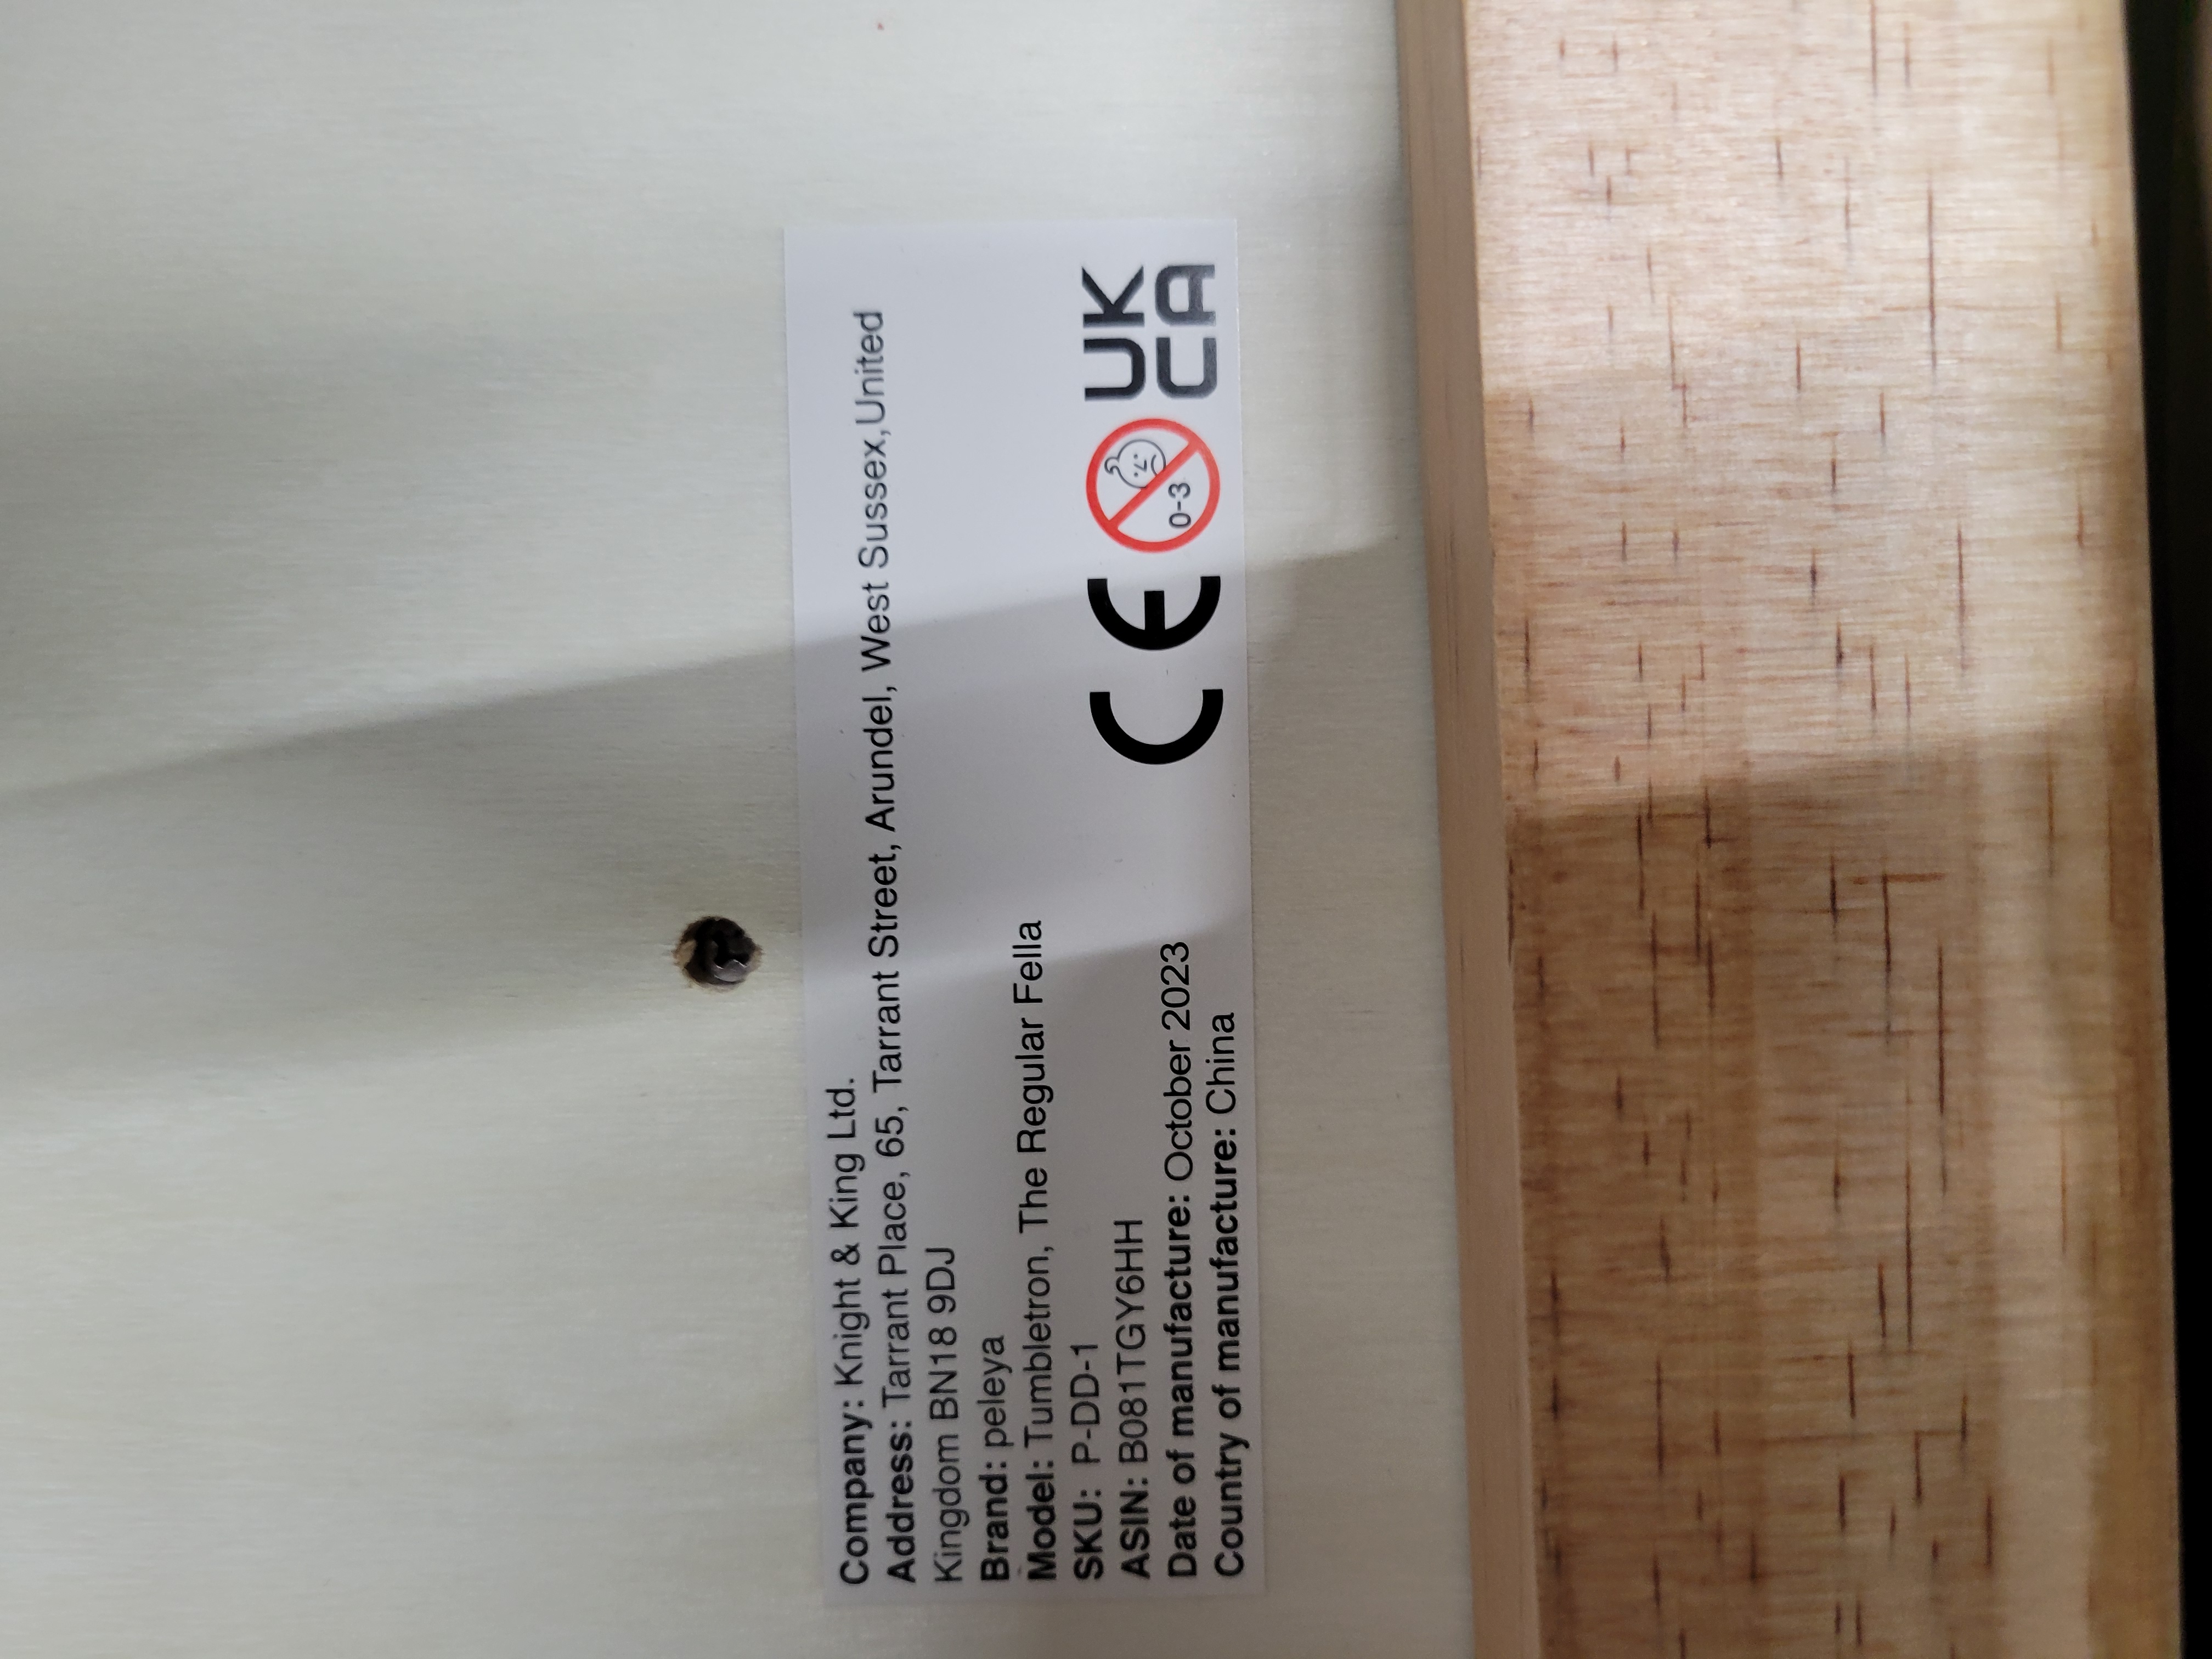 Company: Knight & King Ltd.
Address: Tarrant Place, 65, Tarrant Street, Arundel, West Sussex,United
Kingdom BN18 9DJ
Brand: peleya
Model: Tumbletron, The Regular Fella
SKU: P-DD-1
ASIN: B081TGY6HH
Date of manufacture: October 2023
Country of manufacture: China
CE
0-3
UK
CA